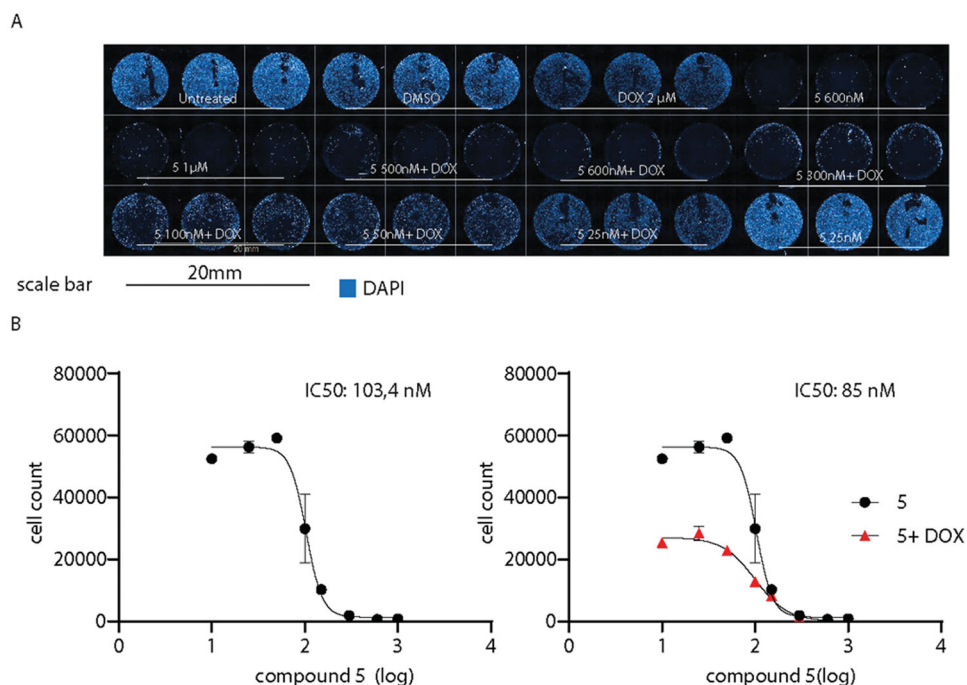 A
Untreated DMSO DOX 2 µM 5 600nM
5 1µM 5 500nM+ DOX 5 600nM+ DOX 5 300nM+ DOX
5 100nM+ DOX 5 50nM+ DOX 5 25nM+ DOX 5 25nM
20 mm
scale bar 20mm DAPI
B
80000 IC50: 103,4 nM 80000 IC50: 85 nM
60000 60000
40000 40000
20000 20000
0 0
cell count cell count
0 1 2 3 4 0 1 2 3 4
compound 5 (log) compound 5(log)
5
5+ DOX